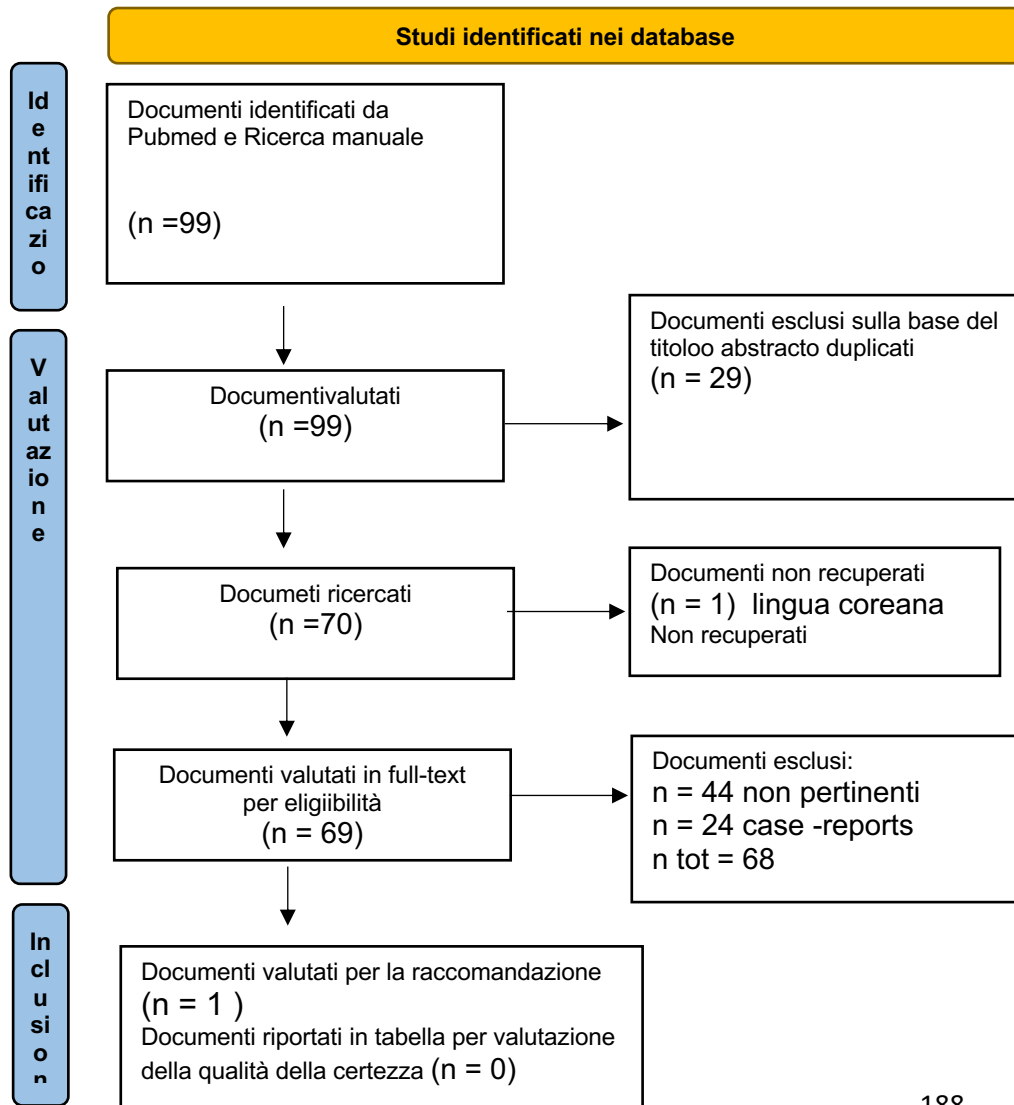 Studi identificati nei database
Id
e
nt
ifi
ca
zi
o
Documenti identificati da
Pubmed e Ricerca manuale
(n =99)
V
al
ut
az
io
n
e
Documentivalutati
(n =99)
Documenti esclusi sulla base del
titoloo abstracto duplicati
(n = 29)
Documeti ricercati
(n =70)
Documenti non recuperati
(n = 1) lingua coreana
Non recuperati
Documenti valutati in full-text
per eligiibilità
(n = 69)
Documenti esclusi:
n = 44 non pertinenti
n = 24 case -reports
n tot = 68
In
cl
u
si
o
n
Documenti valutati per la raccomandazione
(n = 1 )
Documenti riportati in tabella per valutazione
della qualità della certezza (n = 0)
188